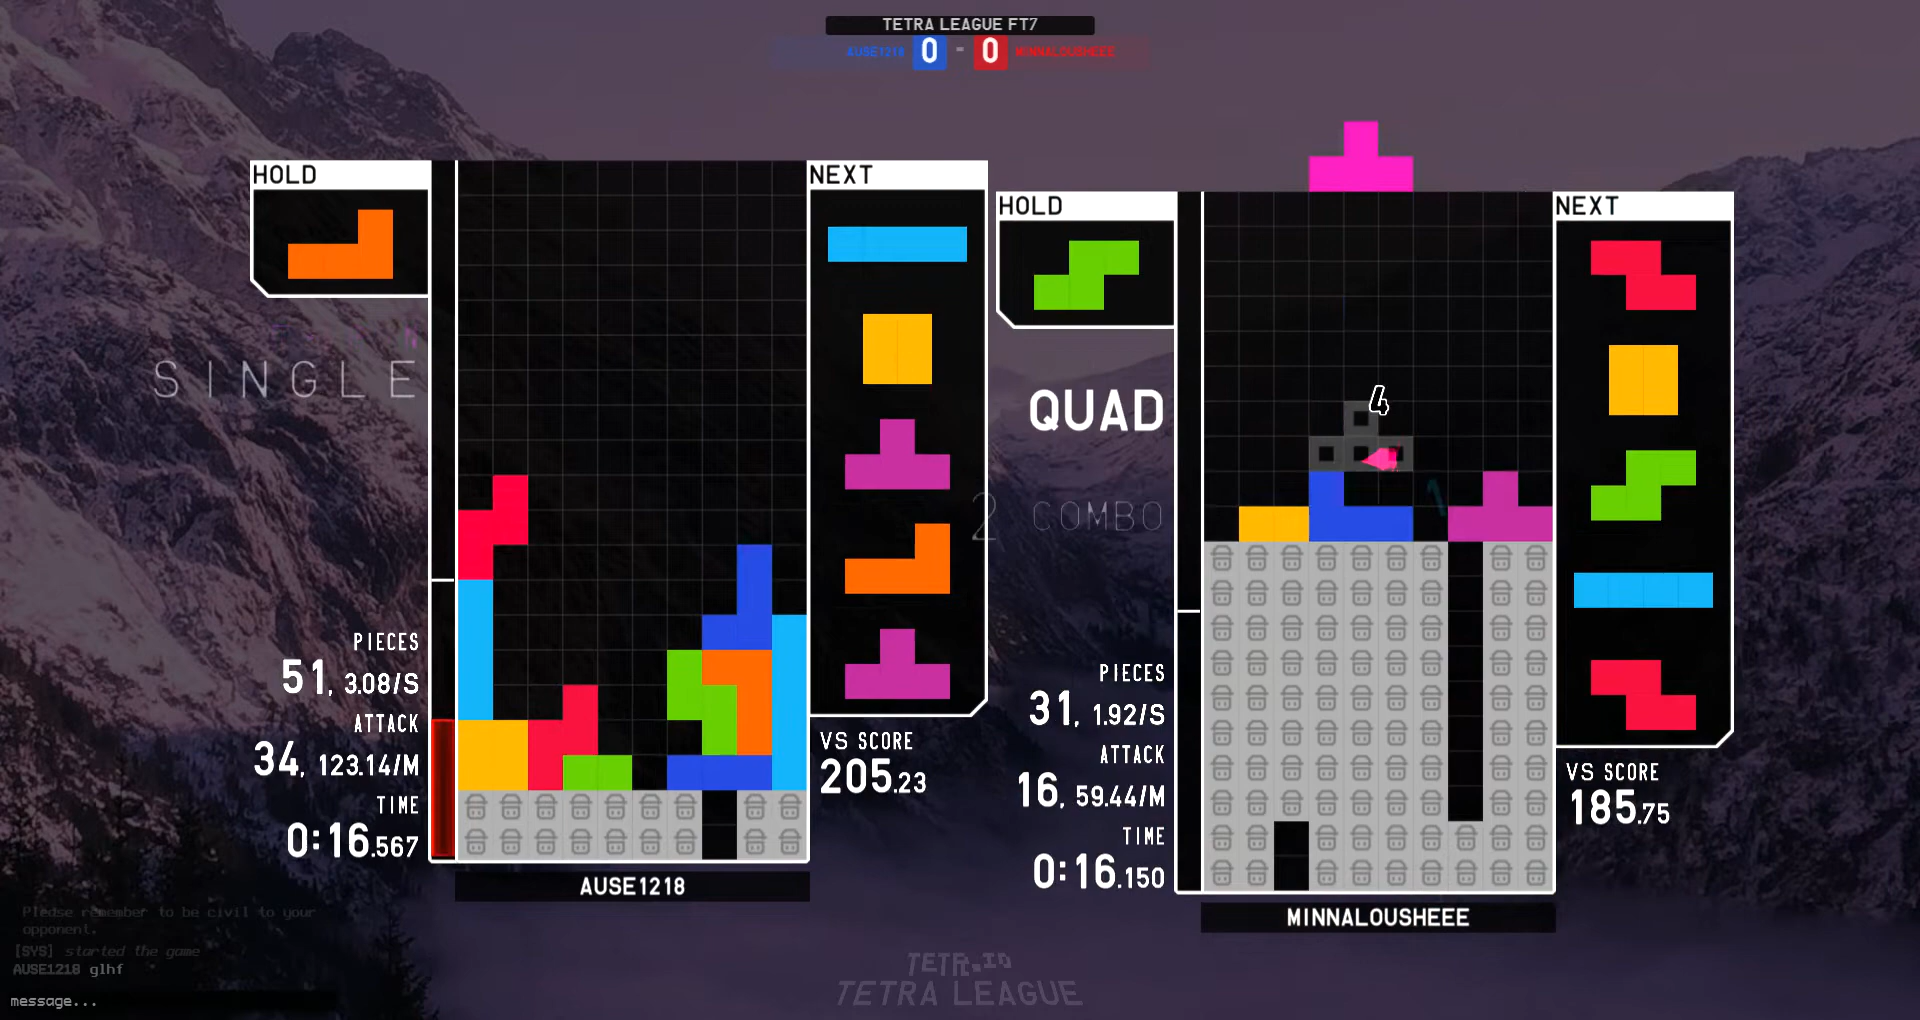 TETRA LEAGUE FT7
AUSE1218 0 - 0 MINNALOUSHEEE
HOLD
NEXT
SINGLE
PIECES
51, 3.08/S
ATTACK
34, 123.14/M
TIME
0:16.567
VS SCORE
205.23
AUSE1218
HOLD
NEXT
4
QUAD
2 COMBO
1
PIECES
31, 1.92/S
ATTACK
16, 59.44/M
TIME
0:16.150
VS SCORE
185.75
MINNALOUSHEEE
Please remember to be civil to your
opponent.
[SYS] started the game
AUSE1218 glhf
message...
TETR.IO
TETRA LEAGUE